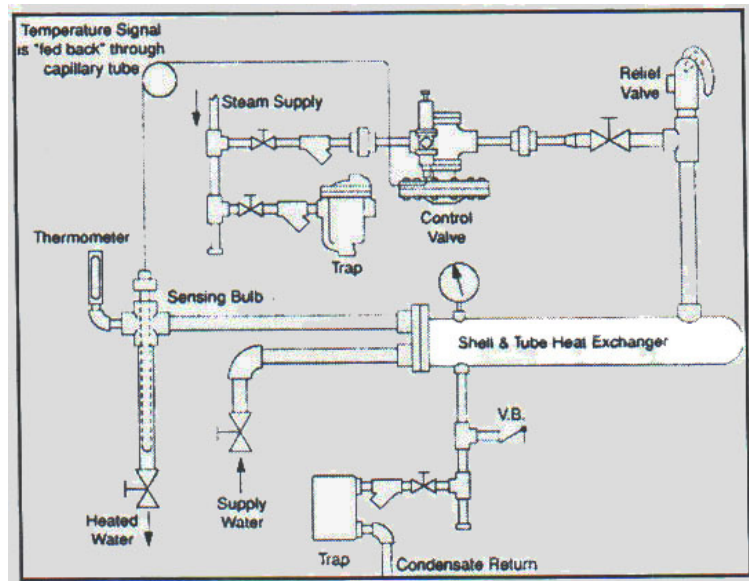 Temperature Signal
is "fed back" through
capillary tube
Steam Supply
Relief
Valve
Control
Valve
Thermometer
Trap
Sensing Bulb
Shell & Tube Heat Exchanger
V.B.
Supply
Water
Heated
Water
Trap
Condensate Return